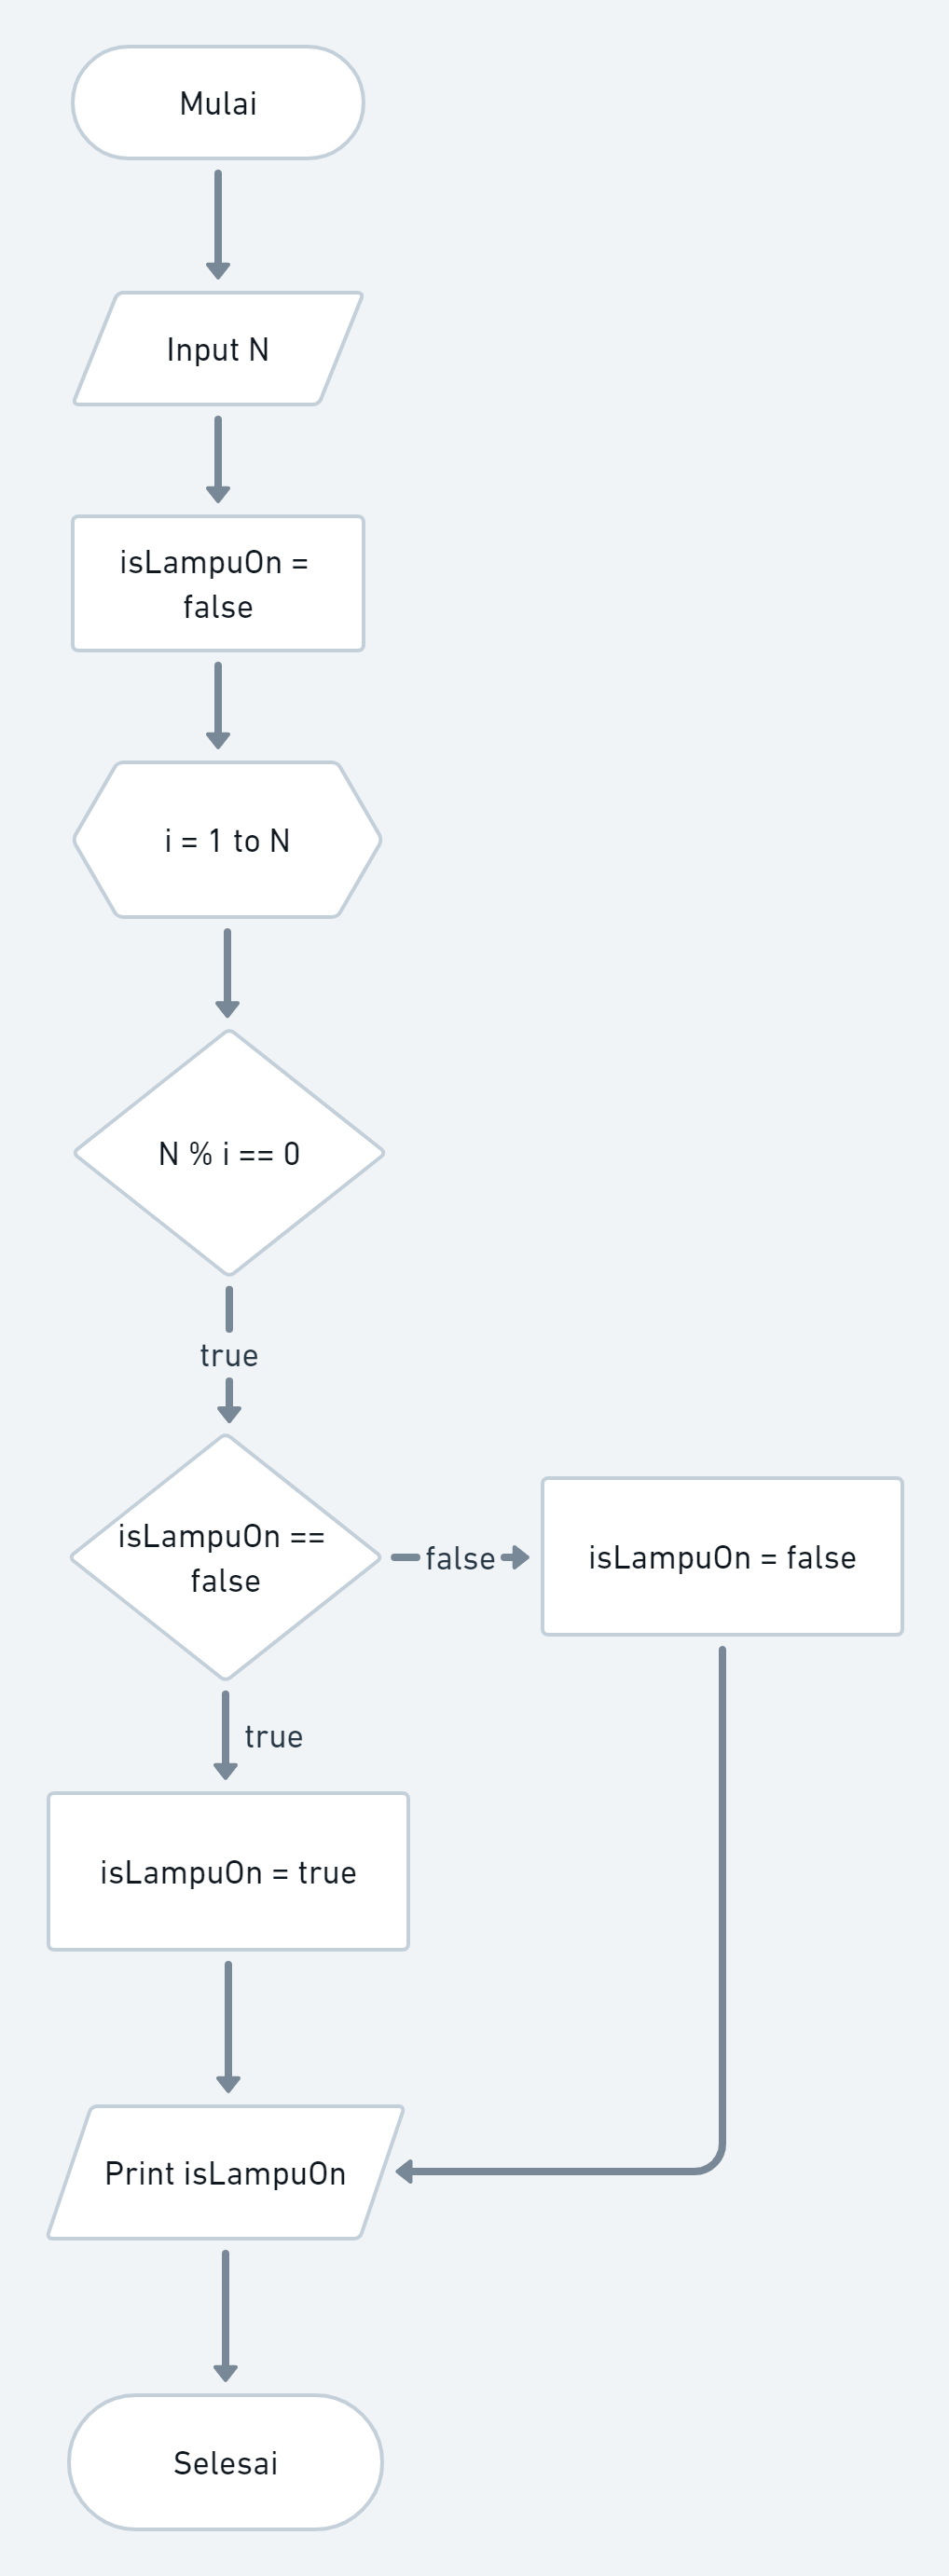 Mulai
Input N
isLampuOn =
false
i = 1 to N
N % i == 0
true
isLampuOn ==
false
false
isLampuOn = false
true
isLampuOn = true
Print isLampuOn
Selesai